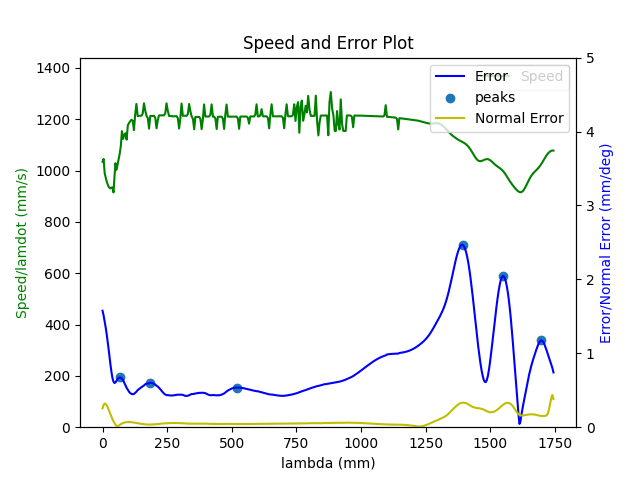 Speed and Error Plot
Speed/lamdot (mm/s)
1400
1200
1000
800
600
400
200
0
0
250
500
750
1000
1250
1500
1750
lambda (mm)
5
4
3
2
1
0
Error/Normal Error (mm/deg)
Speed
Error
peaks
Normal Error